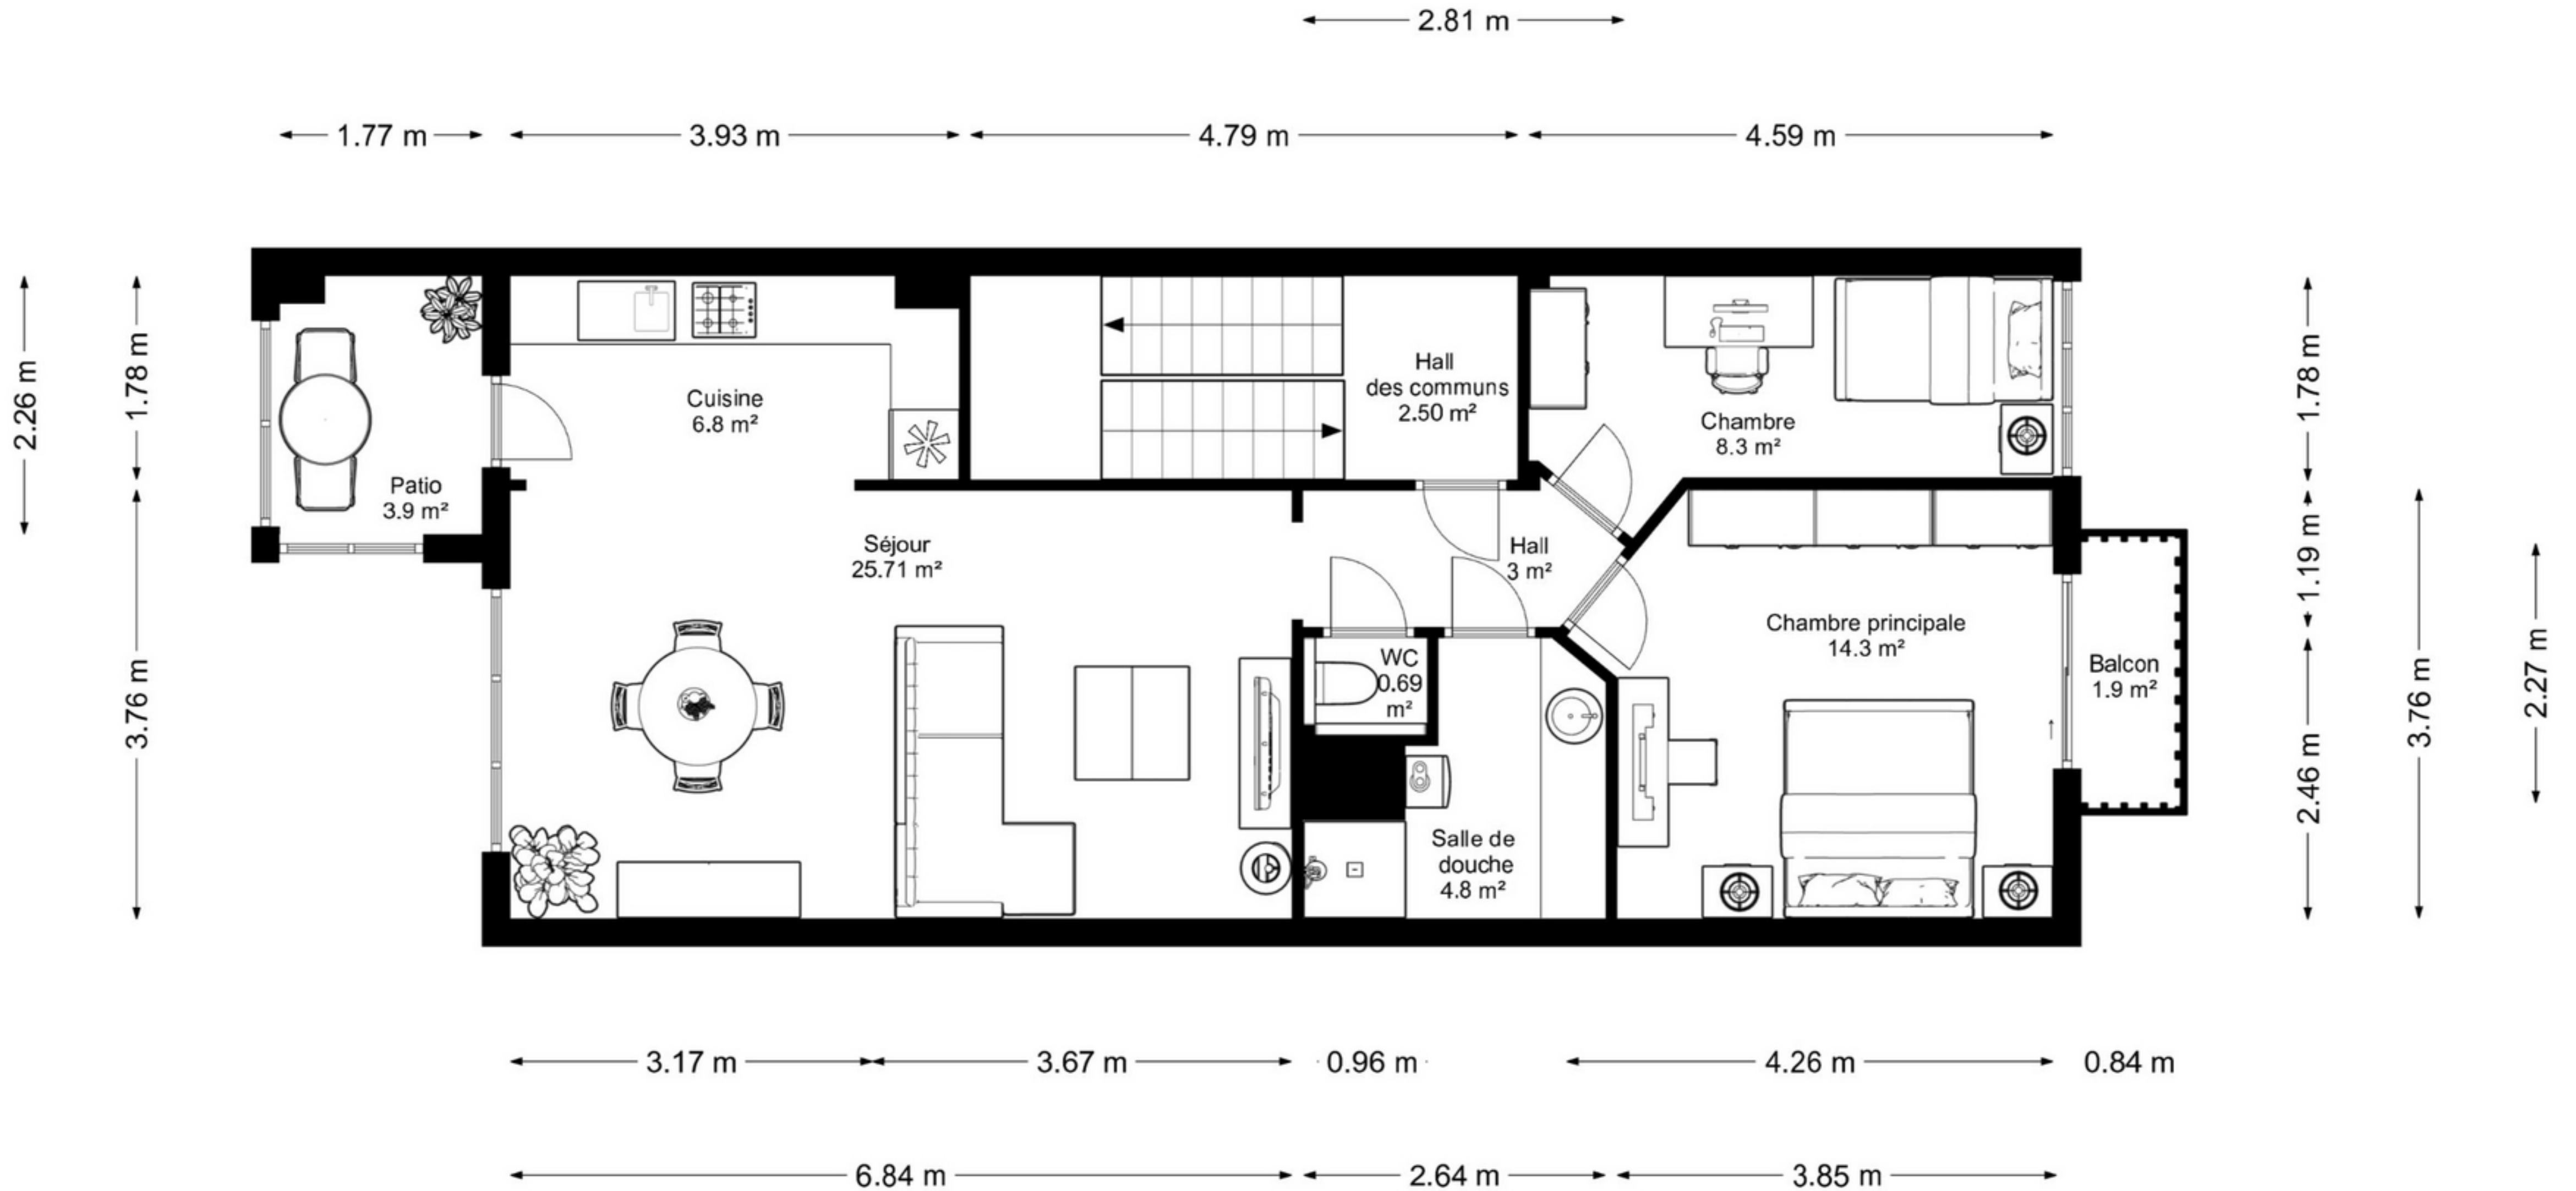 2.81 m
1.77 m
3.93 m
4.79 m
4.59 m
2.26 m
1.78 m
3.76 m
Cuisine
6.8 m²
Patio
3.9 m²
Séjour
25.71 m²
Hall
des communs
2.50 m²
Hall
3 m²
WC
0.69
m²
Salle de
douche
4.8 m²
Chambre
8.3 m²
Chambre principale
14.3 m²
Balcon
1.9 m²
1.78 m
1.19 m
2.46 m
3.76 m
2.27 m
3.17 m
3.67 m
0.96 m
4.26 m
0.84 m
6.84 m
2.64 m
3.85 m